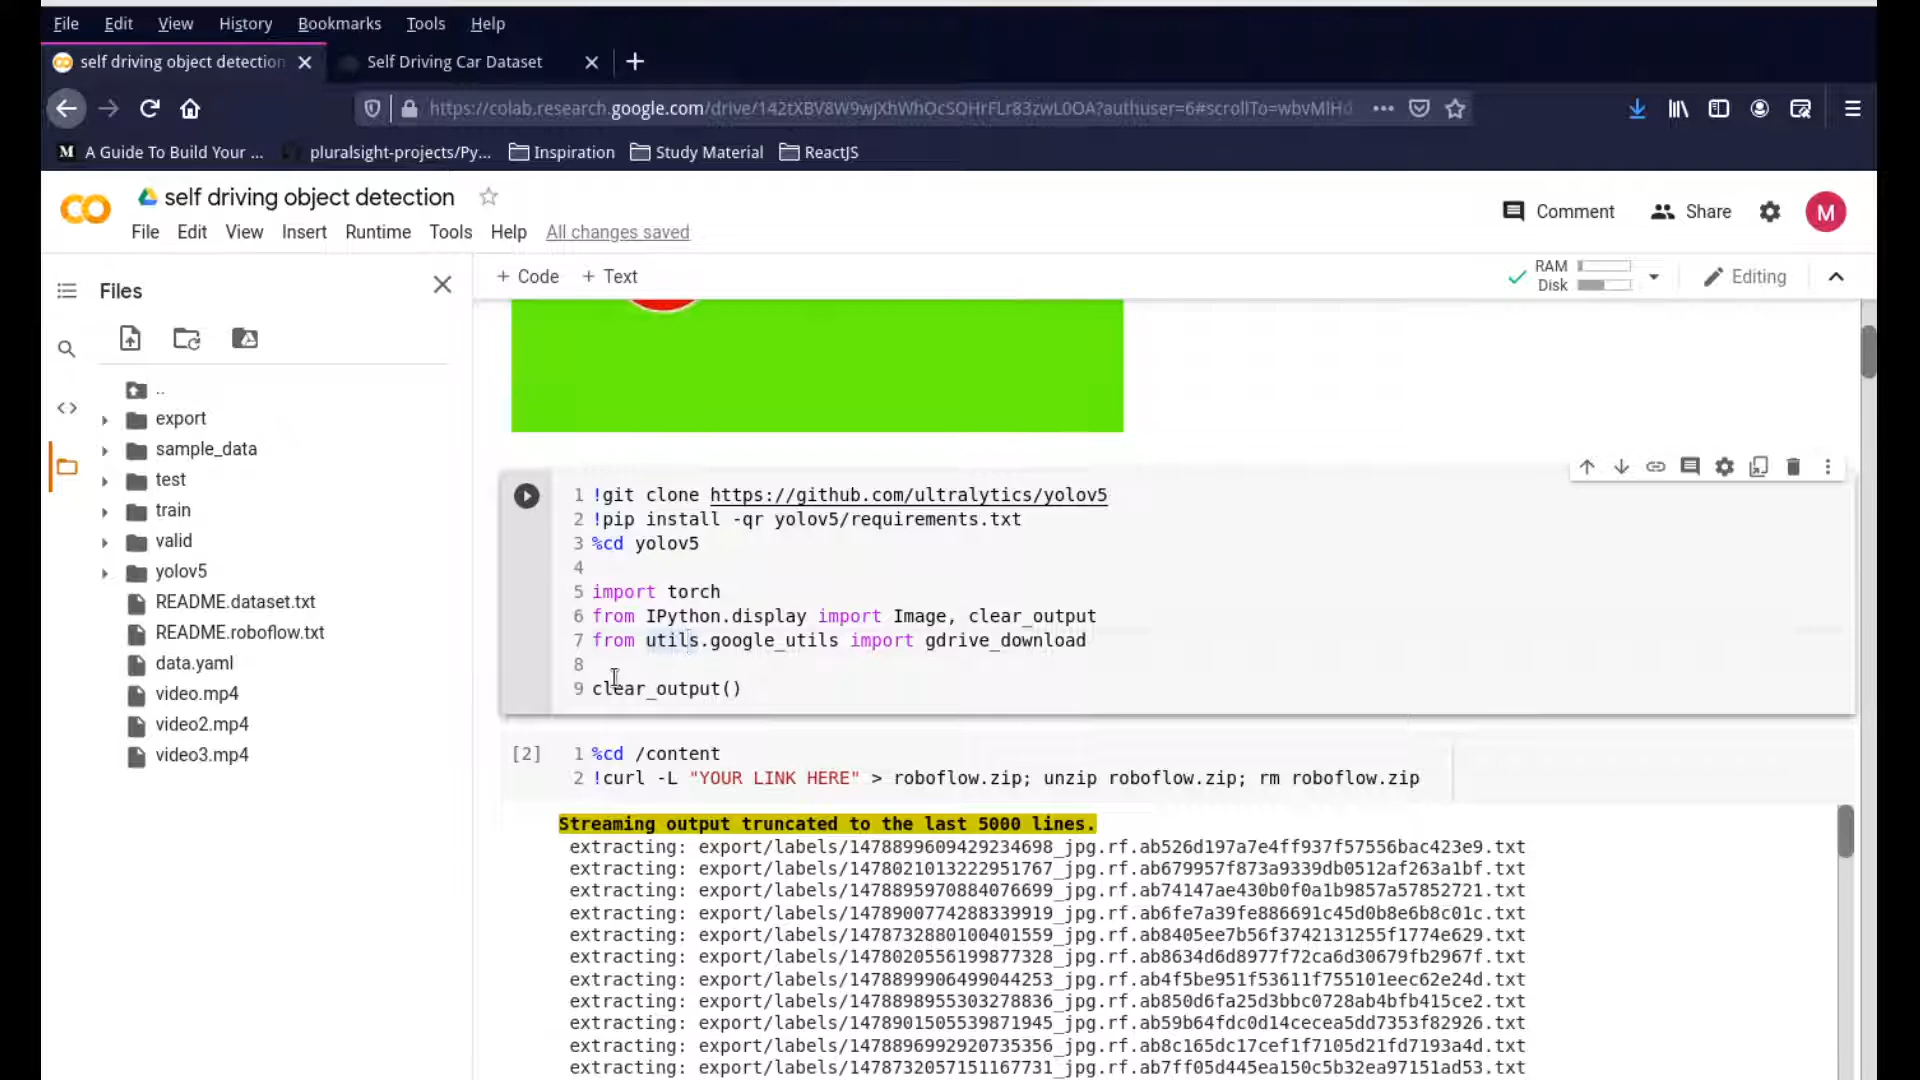 File Edit View History Bookmarks Tools Help
self driving object detection
Self Driving Car Dataset
https://colab.research.google.com/drive/142tXBV8W9wjXhWhOcSOHrFLr83zwL0OA?authuser=6#scrollTo=wbvMlHd
M A Guide To Build Your ... pluralsight-projects/Py... Inspiration Study Material ReactJS
self driving object detection
File Edit View Insert Runtime Tools Help All changes saved
Comment Share M
Files
+ Code + Text
RAM
Disk
Editing
..
export
sample_data
test
train
valid
yolov5
README.dataset.txt
README.roboflow.txt
data.yaml
video.mp4
video2.mp4
video3.mp4
1 !git clone https://github.com/ultralytics/yolov5
2 !pip install -qr yolov5/requirements.txt
3 %cd yolov5
4
5 import torch
6 from IPython.display import Image, clear_output
7 from utils.google_utils import gdrive_download
8
9 clear_output()
[2] 1 %cd /content
2 !curl -L "YOUR LINK HERE" > roboflow.zip; unzip roboflow.zip; rm roboflow.zip
Streaming output truncated to the last 5000 lines.
extracting: export/labels/1478899609429234698_jpg.rf.ab526d197a7e4ff937f57556bac423e9.txt
extracting: export/labels/1478021013222951767_jpg.rf.ab679957f873a9339db0512af263a1bf.txt
extracting: export/labels/1478895970884076699_jpg.rf.ab74147ae430b0f0a1b9857a57852721.txt
extracting: export/labels/1478900774288339919_jpg.rf.ab6fe7a39fe886691c45d0b8e6b8c01c.txt
extracting: export/labels/1478732880100401559_jpg.rf.ab8405ee7b56f3742131255f1774e629.txt
extracting: export/labels/1478020556199877328_jpg.rf.ab8634d6d8977f72ca6d30679fb2967f.txt
extracting: export/labels/1478899906499044253_jpg.rf.ab4f5be951f53611f755101eec62e24d.txt
extracting: export/labels/1478898955303278836_jpg.rf.ab850d6fa25d3bbc0728ab4bfb415ce2.txt
extracting: export/labels/1478901505539871945_jpg.rf.ab59b64fdc0d14cecea5dd7353f82926.txt
extracting: export/labels/1478896992920735356_jpg.rf.ab8c165dc17cef1f7105d21fd7193a4d.txt
extracting: export/labels/1478732057151167731_jpg.rf.ab7ff05d445ea150c5b32ea97151ad53.txt